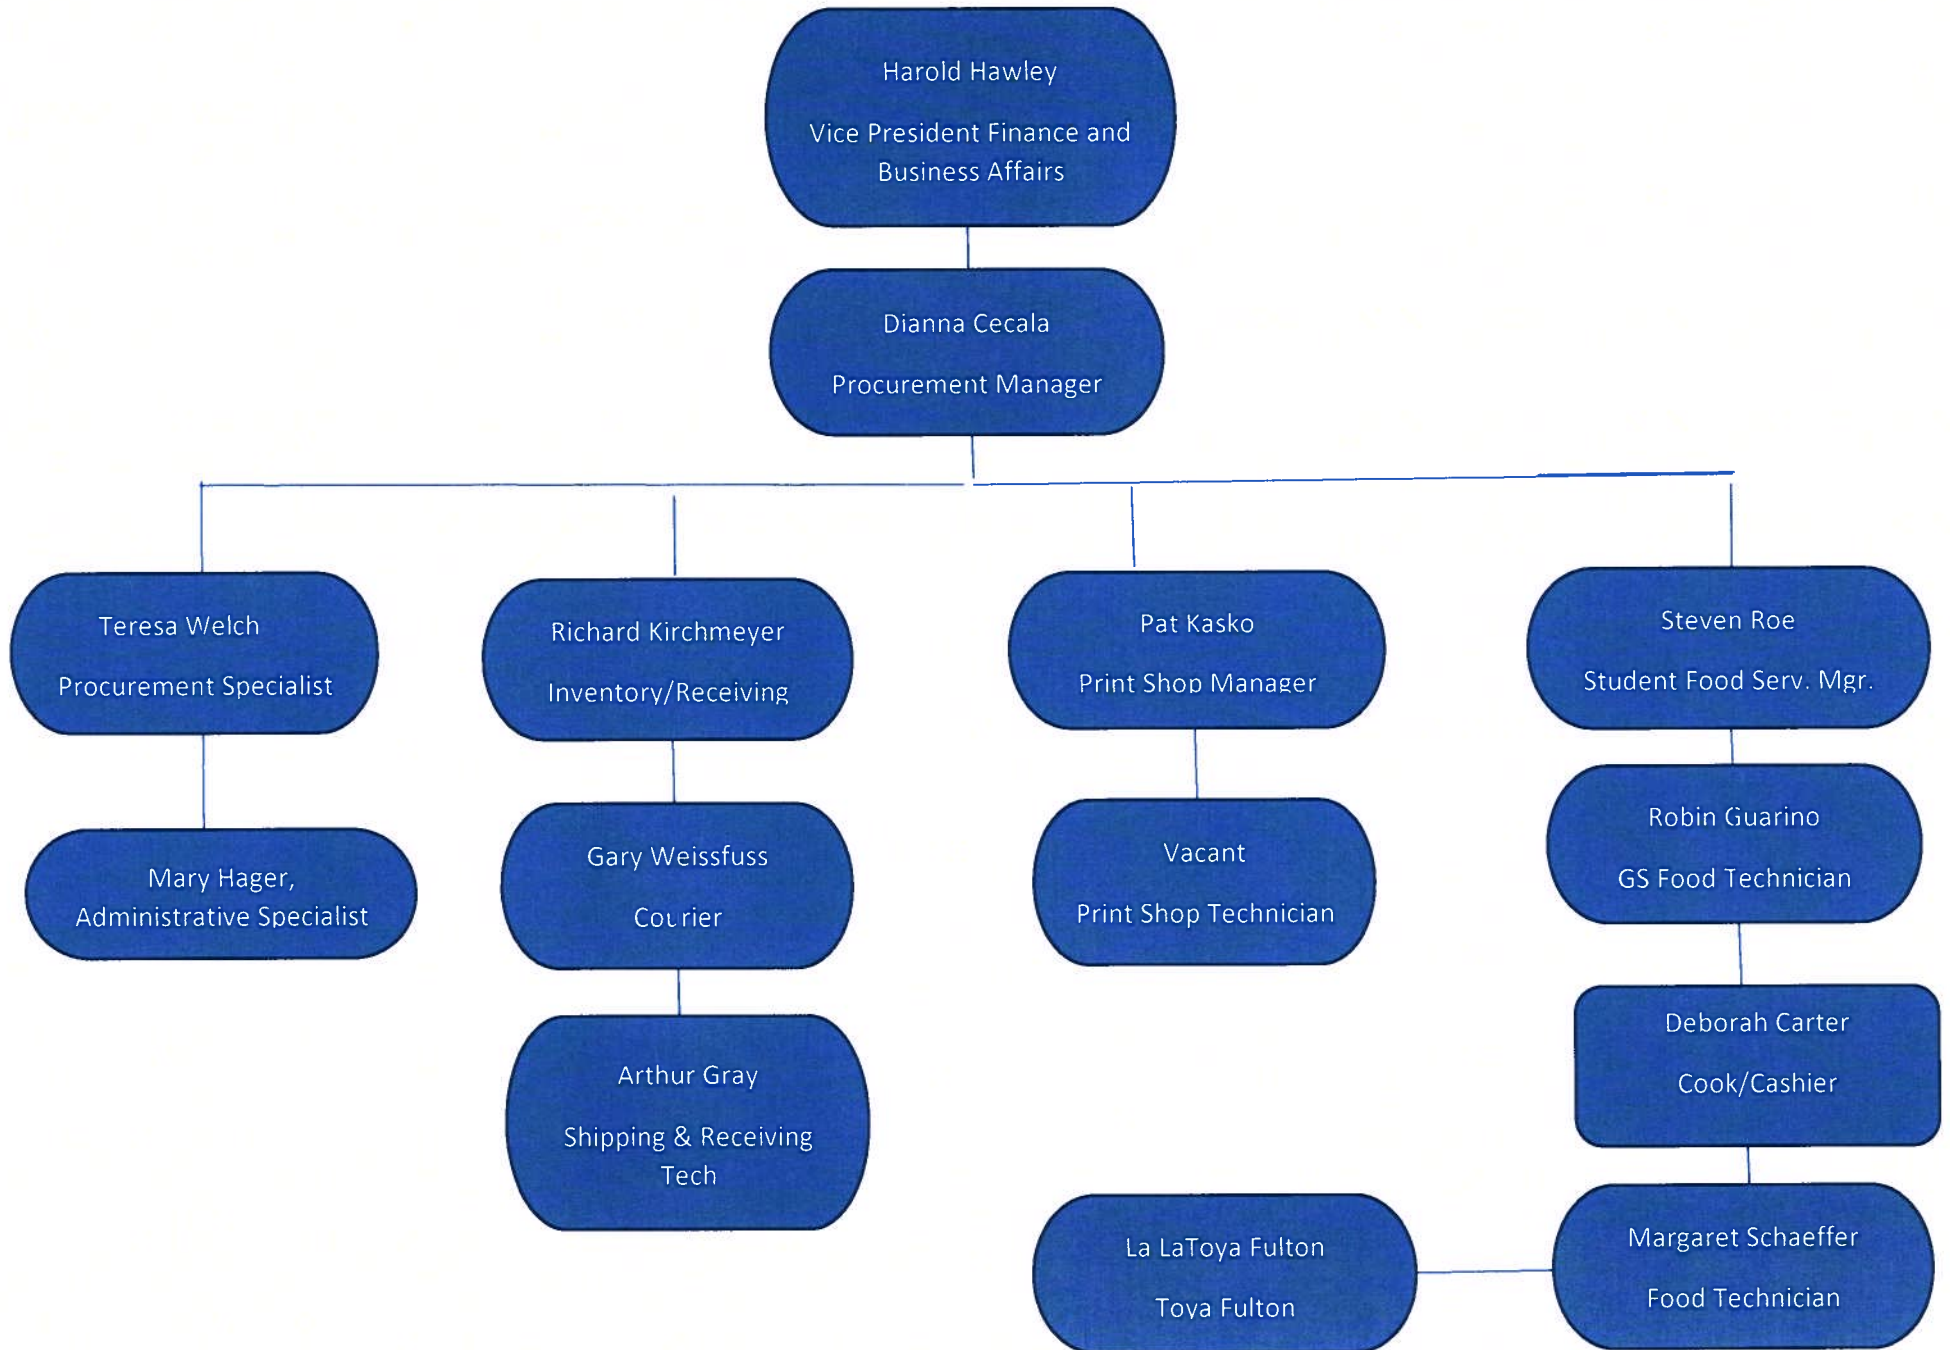 Harold Hawley
Vice President Finance and
Business Affairs
Dianna Cecala
Procurement Manager
Teresa Welch
Procurement Specialist
Richard Kirchmeyer
Inventory/Receiving
Pat Kasko
Print Shop Manager
Steven Roe
Student Food Serv. Mgr.
Mary Hager,
Administrative Specialist
Gary Weissfuss
Courier
Vacant
Print Shop Technician
Robin Guarino
GS Food Technician
Arthur Gray
Shipping & Receiving
Tech
Deborah Carter
Cook/Cashier
La LaToya Fulton
Toya Fulton
Margaret Schaeffer
Food Technician